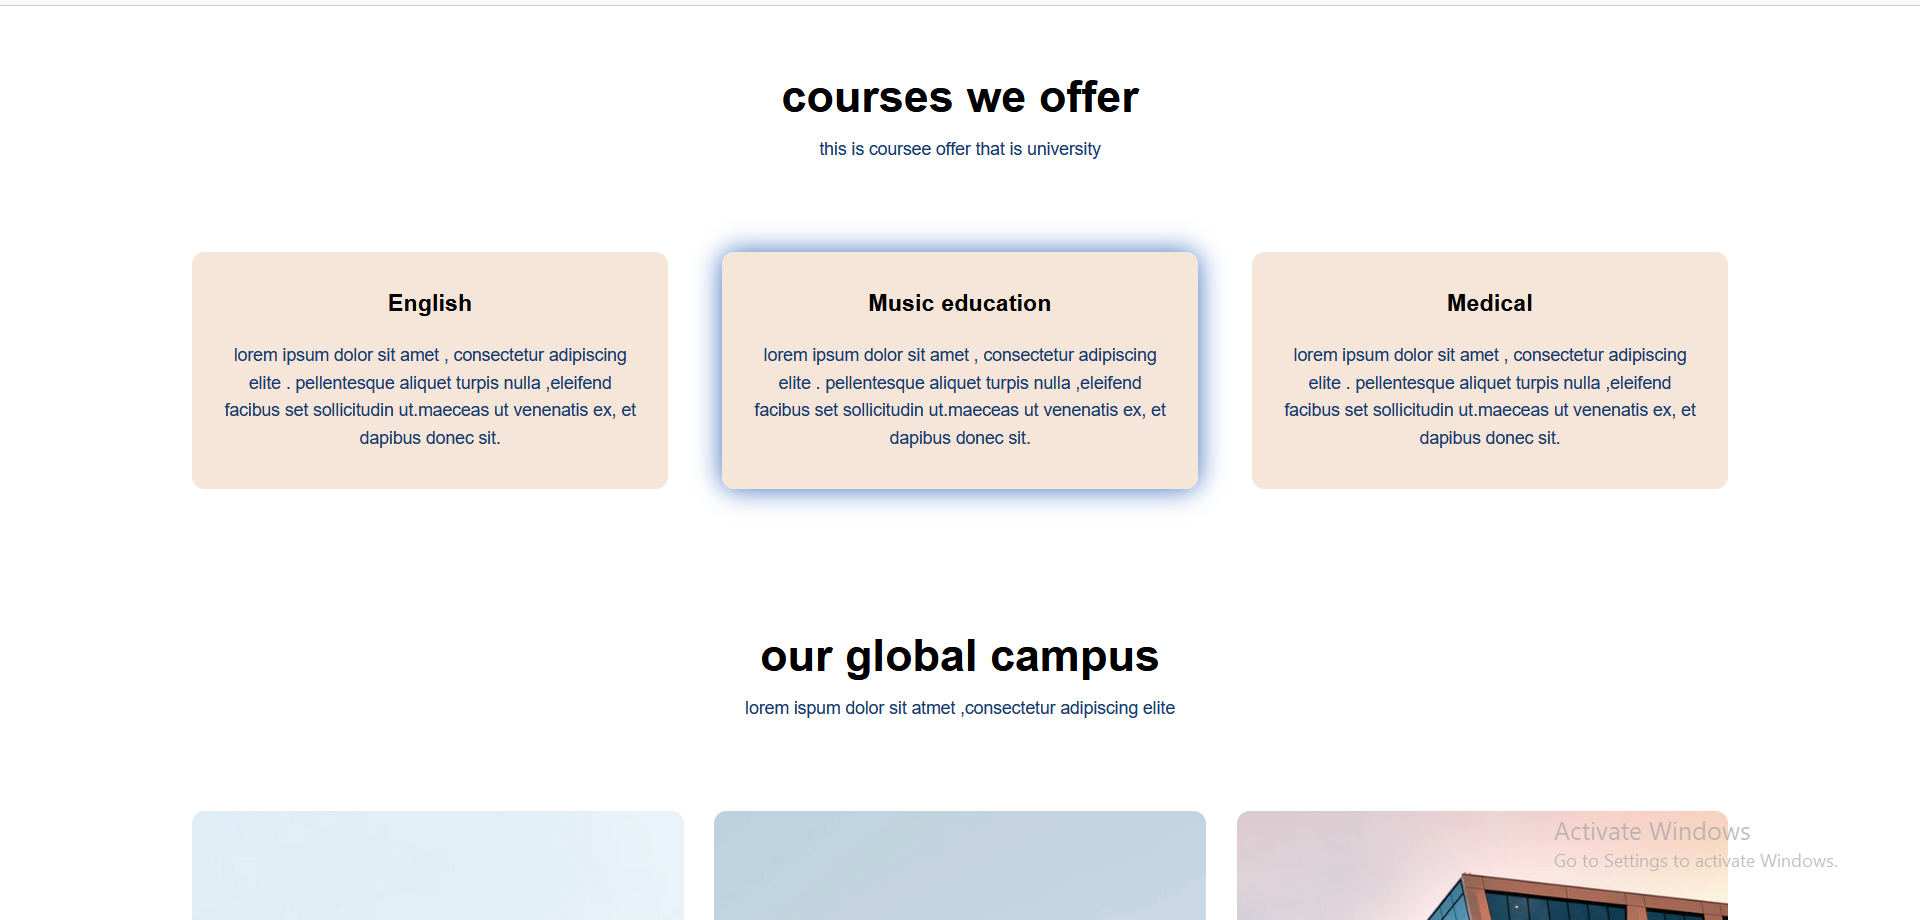 courses we offer
this is coursee offer that is university
English
lorem ipsum dolor sit amet , consectetur adipiscing
elite . pellentesque aliquet turpis nulla ,eleifend
facibus set sollicitudin ut.maeceas ut venenatis ex, et
dapibus donec sit.
Music education
lorem ipsum dolor sit amet , consectetur adipiscing
elite . pellentesque aliquet turpis nulla ,eleifend
facibus set sollicitudin ut.maeceas ut venenatis ex, et
dapibus donec sit.
Medical
lorem ipsum dolor sit amet , consectetur adipiscing
elite . pellentesque aliquet turpis nulla ,eleifend
facibus set sollicitudin ut.maeceas ut venenatis ex, et
dapibus donec sit.
our global campus
lorem ispum dolor sit atmet ,consectetur adipiscing elite
Activate Windows
Go to Settings to activate Windows.